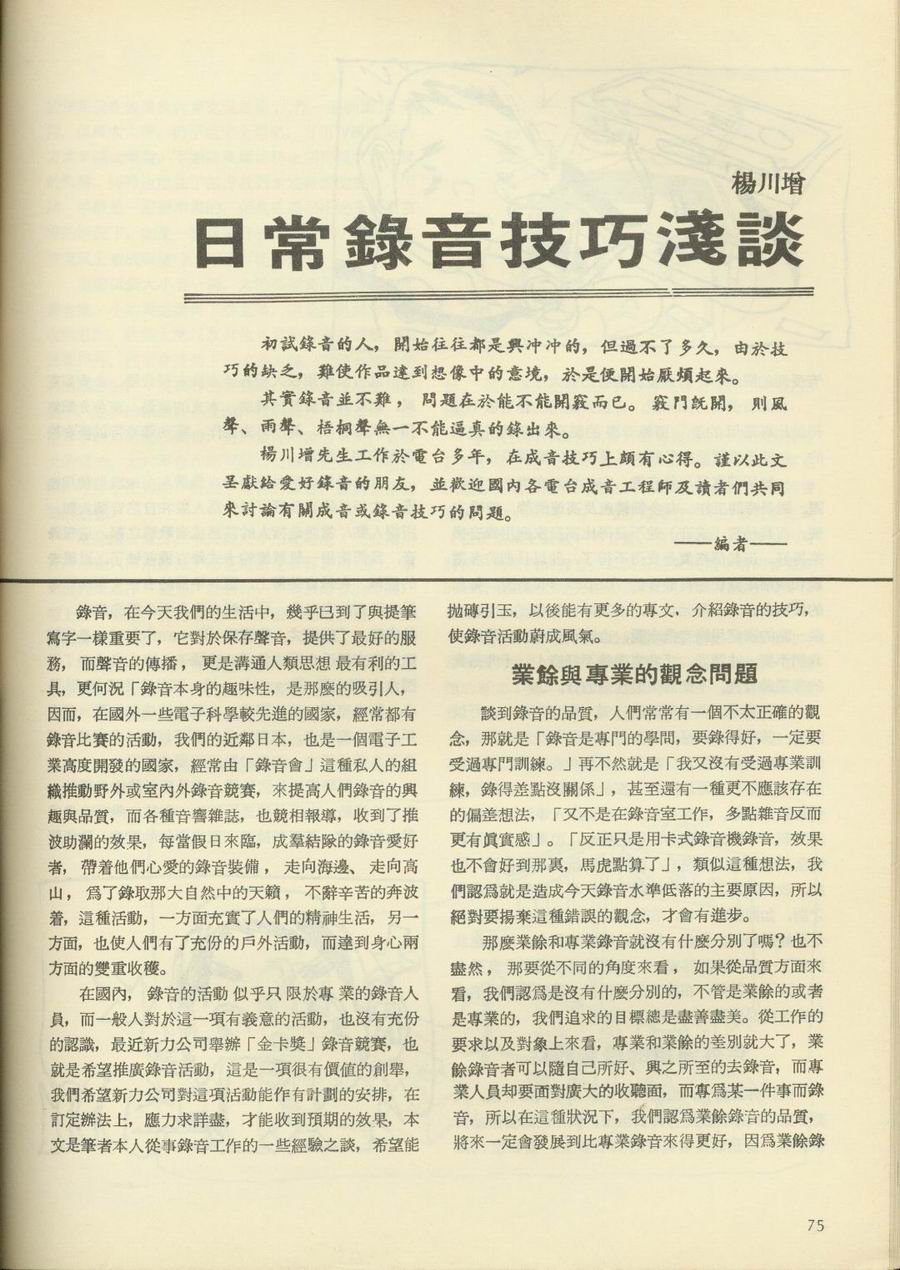 楊川增
日常錄音技巧淺談
初試錄音的人，開始往往都是興冲冲的，但過不了多久，由於技
巧的缺乏，難使作品達到想像中的意境，於是便開始厭煩起來。
其實錄音並不難，問題在於能不能開竅而已。竅門旣開，則風
聲、雨聲、梧桐聲無一不能逼真的錄出來。
楊川增先生工作於電台多年，在成音技巧上頗有心得。謹以此文
呈獻給愛好錄音的朋友，並歡迎國內各電台成音工程師及讀者們共同
來討論有關成音或錄音技巧的問題。
——編者——
錄音，在今天我們的生活中，幾乎已到了與提筆
寫字一樣重要了，它對於保存聲音，提供了最好的服
務，而聲音的傳播，更是溝通人類思想最有利的工
具，更何況「錄音本身的趣味性，是那麼的吸引人，
因而，在國外一些電子科學較先進的國家，經常都有
錄音比賽的活動，我們的近鄰日本，也是一個電子工
業高度開發的國家，經常由「錄音會」這種私人的組
織推動野外或室內外錄音競賽，來提高人們錄音的興
趣與品質，而各種音響雜誌，也競相報導，收到了推
波助瀾的效果，每當假日來臨，成羣結隊的錄音愛好
者，帶着他們心愛的錄音裝備，走向海邊、走向高
山，爲了錄取那大自然中的天籟，不辭辛苦的奔波
着，這種活動，一方面充實了人們的精神生活，另一
方面，也使人們有了充份的戶外活動，而達到身心兩
方面的雙重收穫。
在國內，錄音的活動似乎只限於專業的錄音人
員，而一般人對於這一項有義意的活動，也沒有充份
的認識，最近新力公司舉辦「金卡獎」錄音競賽，也
就是希望推廣錄音活動，這是一項很有價值的創舉，
我們希望新力公司對這項活動能作有計劃的安排，在
訂定辦法上，應力求詳盡，才能收到預期的效果，本
文是筆者本人從事錄音工作的一些經驗之談，希望能
拋磚引玉，以後能有更多的專文，介紹錄音的技巧，
使錄音活動蔚成風氣。
業餘與專業的觀念問題
談到錄音的品質，人們常常有一個不太正確的觀
念，那就是「錄音是專門的學問，要錄得好，一定要
受過專門訓練。」再不然就是「我又沒有受過專業訓
練，錄得差點沒關係」，甚至還有一種更不應該存在
的偏差想法，「又不是在錄音室工作，多點雜音反而
更有眞實感」。「反正只是用卡式錄音機錄音，效果
也不會好到那裏，馬虎點算了」，類似這種想法，我
們認爲就是造成今天錄音水準低落的主要原因，所以
絕對要揚棄這種錯誤的觀念，才會有進步。
那麼業餘和專業錄音就沒有什麼分別了嗎？也不
盡然，那要從不同的角度來看，如果從品質方面來
看，我們認爲是沒有什麼分別的，不管是業餘的或者
是專業的，我們追求的目標總是盡善盡美。從工作的
要求以及對象上來看，專業和業餘的差別就大了，業
餘錄音者可以隨自己所好、興之所至的去錄音，而專
業人員却要面對廣大的收聽面，而專爲某一件事而錄
音，所以在這種狀況下，我們認爲業餘錄音的品質，
將來一定會發展到比專業錄音來得更好，因爲業餘錄
75